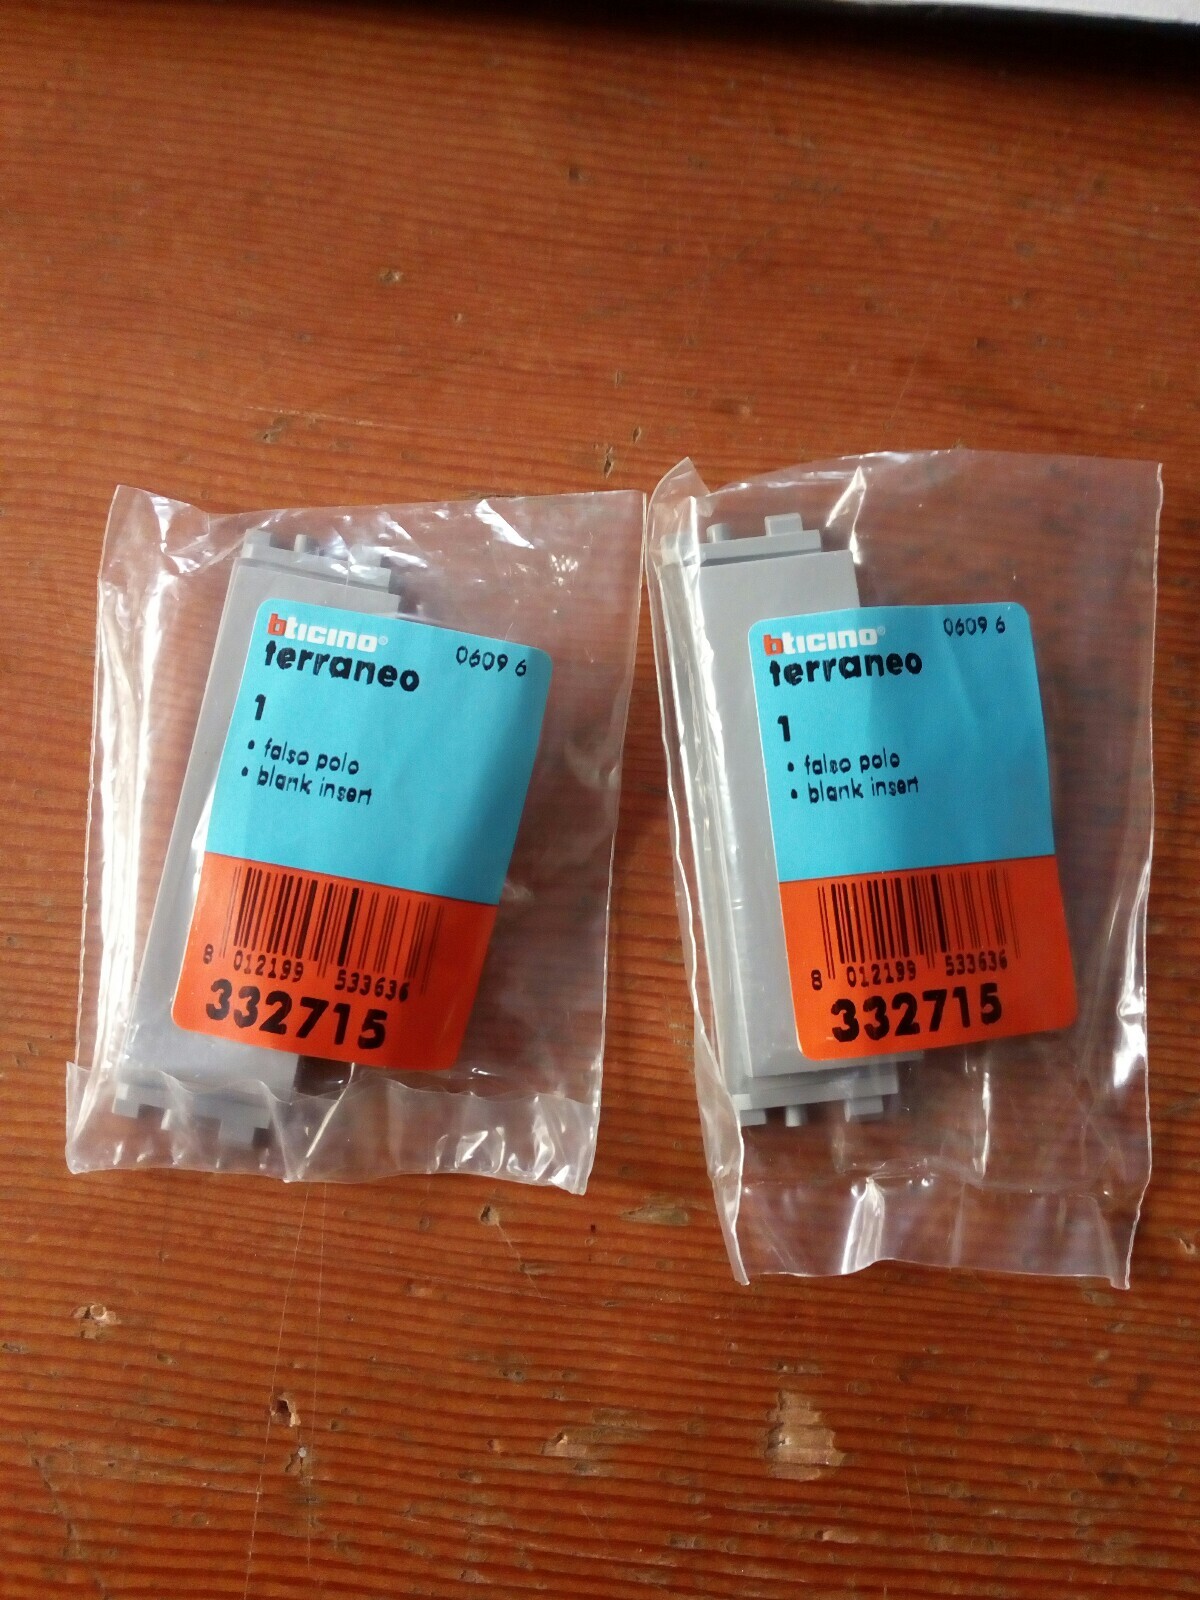 bticino®
terraneo
0609 6
1
• falso polo
• blank insert
8 012199 533636
332715
bticino®
terraneo
0609 6
1
• falso polo
• blank insert
8 012199 533636
332715